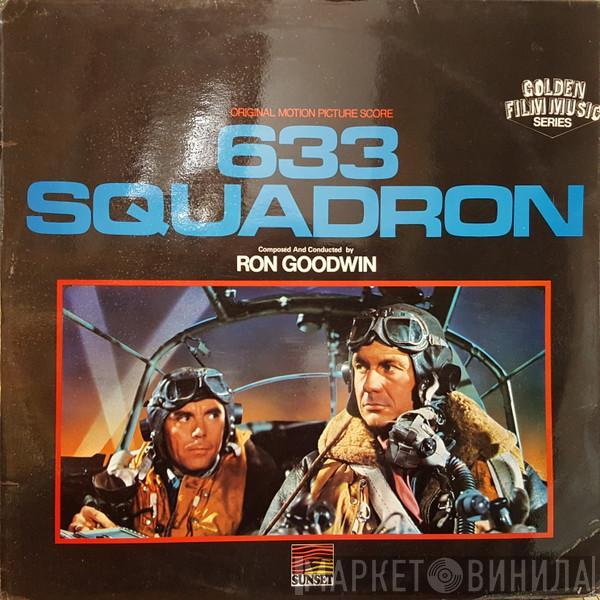 GOLDEN
FILM MUSIC
SERIES
ORIGINAL MOTION PICTURE SCORE
633
SQUADRON
Composed And Conducted by
RON GOODWIN
SUNSET
МАРКЕТ ВИНИЛА